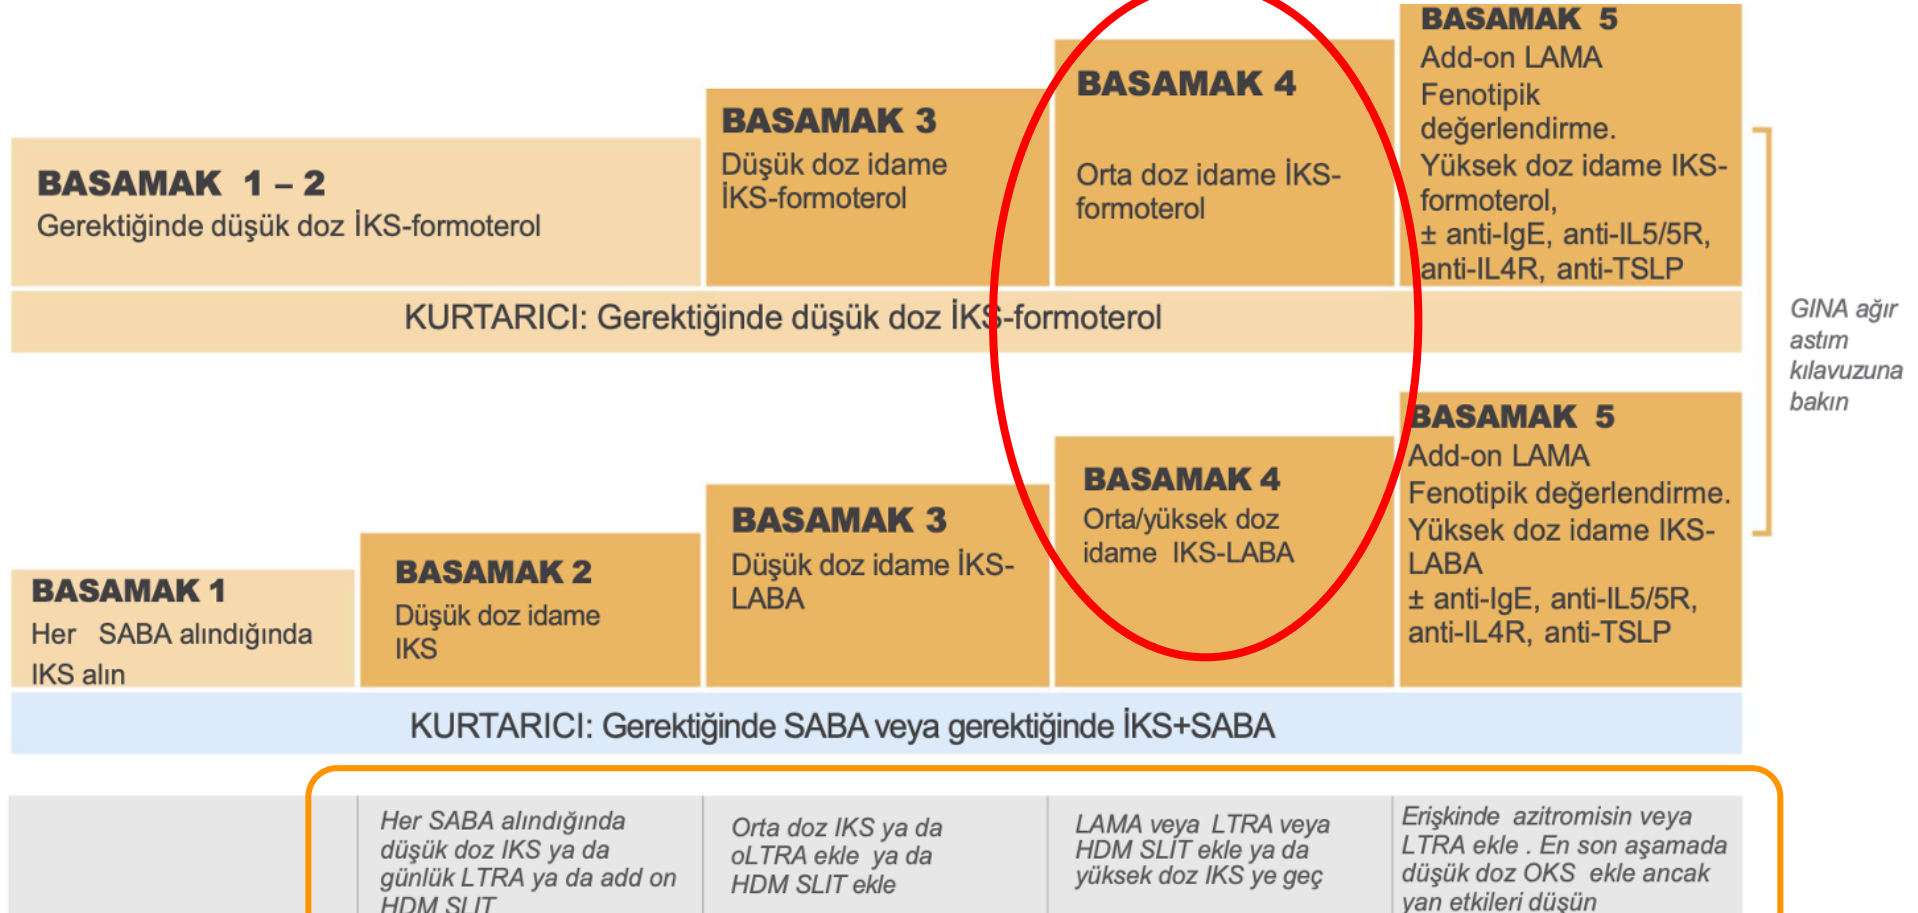 BASAMAK 1 – 2
Gerektiğinde düşük doz İKS-formoterol
BASAMAK 3
Düşük doz idame
İKS-formoterol
BASAMAK 4
Orta doz idame İKS-
formoterol
BASAMAK 5
Add-on LAMA
Fenotipik
değerlendirme.
Yüksek doz idame IKS-
formoterol,
± anti-IgE, anti-IL5/5R,
anti-IL4R, anti-TSLP
KURTARICI: Gerektiğinde düşük doz İKS-formoterol
GINA ağır
astım
kılavuzuna
bakın
BASAMAK 1
Her SABA alındığında
IKS alın
BASAMAK 2
Düşük doz idame
IKS
BASAMAK 3
Düşük doz idame İKS-
LABA
BASAMAK 4
Orta/yüksek doz
idame IKS-LABA
BASAMAK 5
Add-on LAMA
Fenotipik değerlendirme.
Yüksek doz idame IKS-
LABA
± anti-IgE, anti-IL5/5R,
anti-IL4R, anti-TSLP
KURTARICI: Gerektiğinde SABA veya gerektiğinde İKS+SABA
Her SABA alındığında
düşük doz IKS ya da
günlük LTRA ya da add on
HDM SLIT
Orta doz IKS ya da
oLTRA ekle ya da
HDM SLIT ekle
LAMA veya LTRA veya
HDM SLIT ekle ya da
yüksek doz IKS ye geç
Erişkinde azitromisin veya
LTRA ekle . En son aşamada
düşük doz OKS ekle ancak
yan etkileri düşün